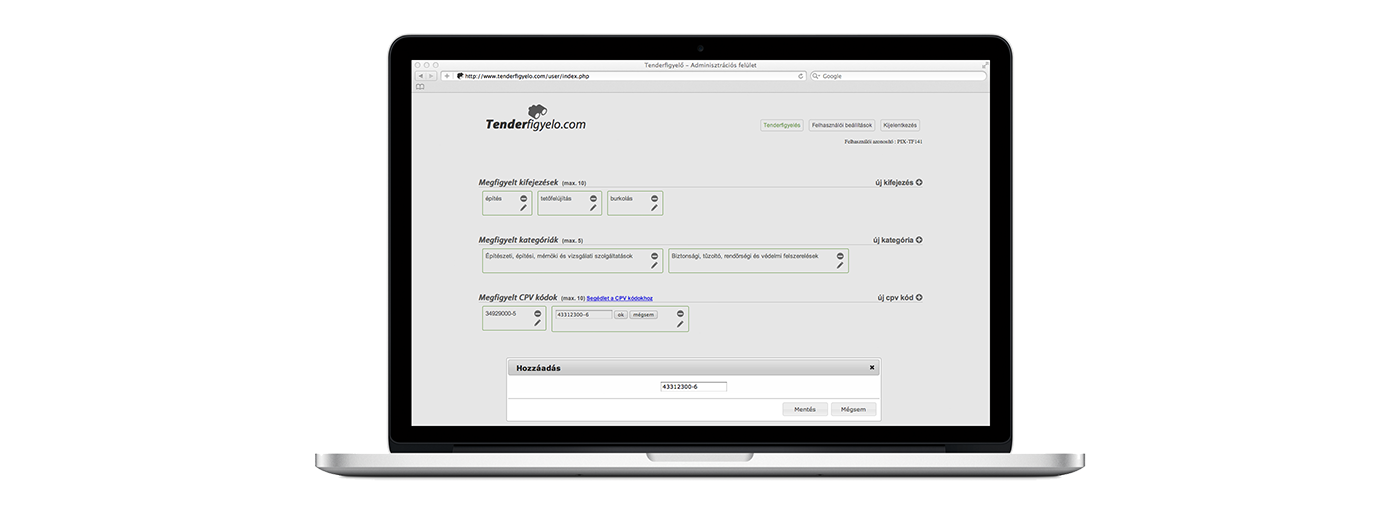 Tenderfigyelő – Adminisztrációs felület
http://www.tenderfigyelo.com/user/index.php
Google
Tenderfigyelo.com
Tenderfigyelés Felhasználói beállítások Kijelentkezés
Felhasználói azonosító : PIX-TF141
Megfigyelt kifejezések (max. 10) új kifejezés
építés tetőfelújítás burkolás
Megfigyelt kategóriák (max. 5) új kategória
Építészeti, építési, mérnöki és vizsgálati szolgáltatások Biztonsági, tűzoltó, rendőrségi és védelmi felszerelések
Megfigyelt CPV kódok (max. 10) Segédlet a CPV kódokhoz új cpv kód
34929000-5 43312300-6 ok mégsem
Hozzáadás
43312300-6
Mentés Mégsem